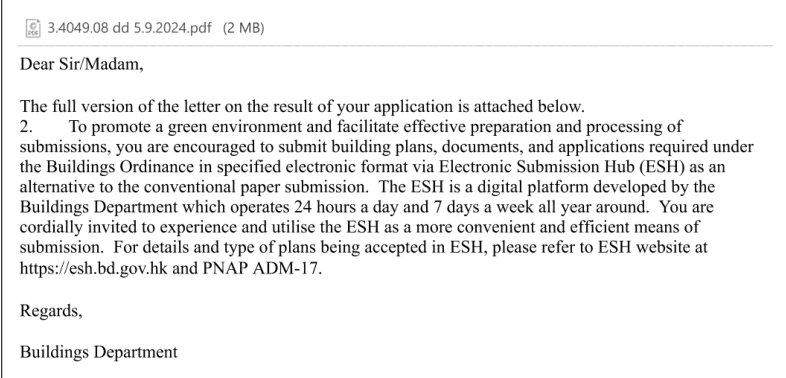 3.4049.08 dd 5.9.2024.pdf (2 MB)
Dear Sir/Madam,
The full version of the letter on the result of your application is attached below.
2. To promote a green environment and facilitate effective preparation and processing of
submissions, you are encouraged to submit building plans, documents, and applications required under
the Buildings Ordinance in specified electronic format via Electronic Submission Hub (ESH) as an
alternative to the conventional paper submission. The ESH is a digital platform developed by the
Buildings Department which operates 24 hours a day and 7 days a week all year around. You are
cordially invited to experience and utilise the ESH as a more convenient and efficient means of
submission. For details and type of plans being accepted in ESH, please refer to ESH website at
https://esh.bd.gov.hk and PNAP ADM-17.
Regards,
Buildings Department